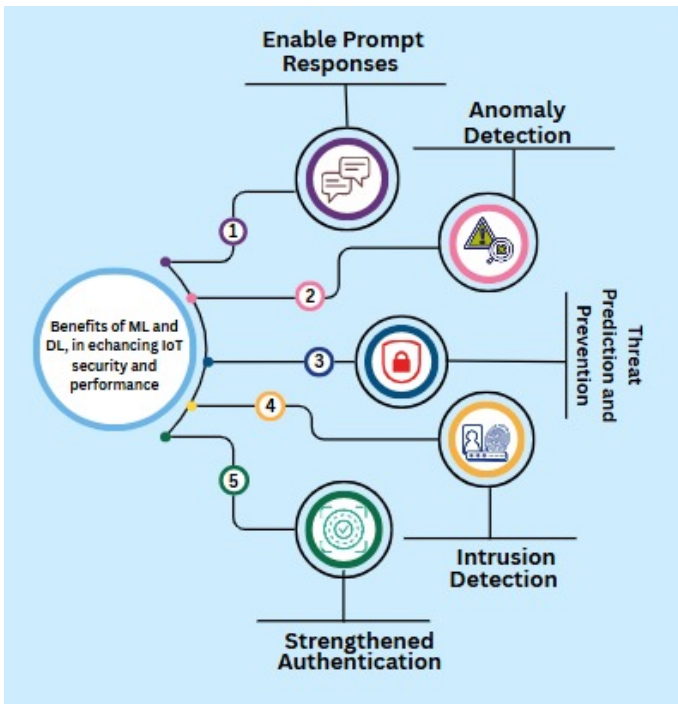 Enable Prompt
Responses
Anomaly
Detection
1
2
Benefits of ML and
DL, in echancing IoT
security and
performance
3
Threat
Prediction and
Prevention
4
5
Intrusion
Detection
Strengthened
Authentication